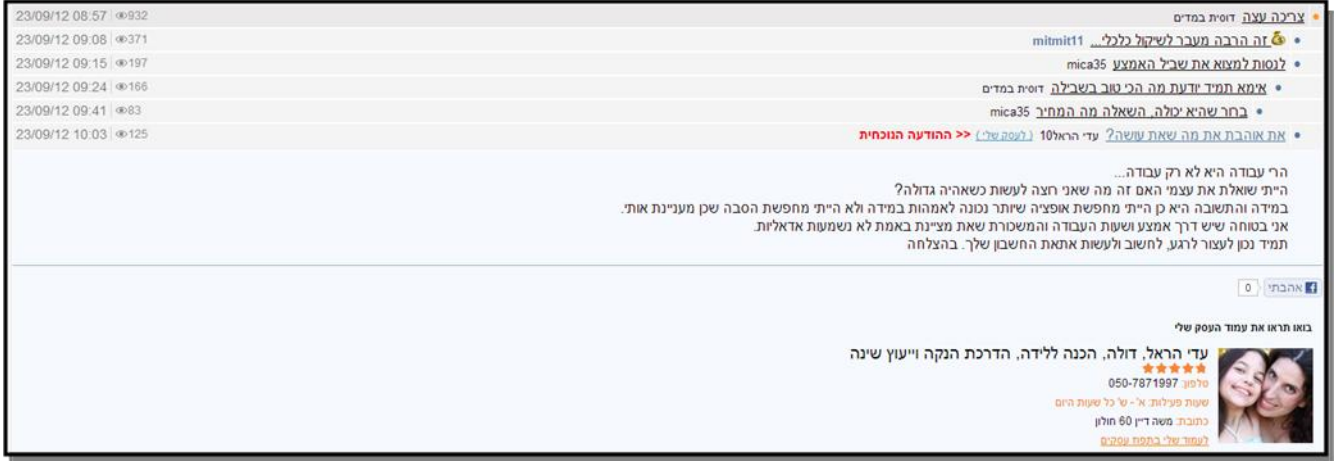 צריכה עצה דוסית במדים 932 23/09/12 08:57
זה הרבה מעבר לשיקול כלכלי... mitmit11 371 23/09/12 09:08
לנסות למצוא את שביל האמצע mica35 197 23/09/12 09:15
אימא תמיד יודעת מה הכי טוב בשבילה דוסית במדים 166 23/09/12 09:24
ברור שהיא יכולה, השאלה מה המחיר mica35 83 23/09/12 09:41
את אוהבת את מה שאת עושה? עדי הראל10 (לעסק שלי) << ההודעה הנוכחית 125 23/09/12 10:03
הרי עבודה היא לא רק עבודה...
הייתי שואלת את עצמי האם זה מה שאני רוצה לעשות כשאהיה גדולה?
במידה והתשובה היא כן הייתי מחפשת אופציה שיותר נכונה לאמהות במידה ולא הייתי מחפשת הסבה שכן מעניינת אותי.
אני בטוחה שיש דרך אמצע ושעות העבודה והמשכורת שאת מציינת באמת לא נשמעות אדאליות.
תמיד נכון לעצור לרגע, לחשוב ולעשות אתאת החשבון שלך. בהצלחה
אהבתי 0
בואו תראו את עמוד העסק שלי
עדי הראל, דולה, הכנה ללידה, הדרכת הנקה וייעוץ שינה
טלפון: 050-7871997
שעות פעילות: א' - ש' כל שעות היום
כתובת: משה דיין 60 חולון
לעמוד שלי בתפוז עסקים